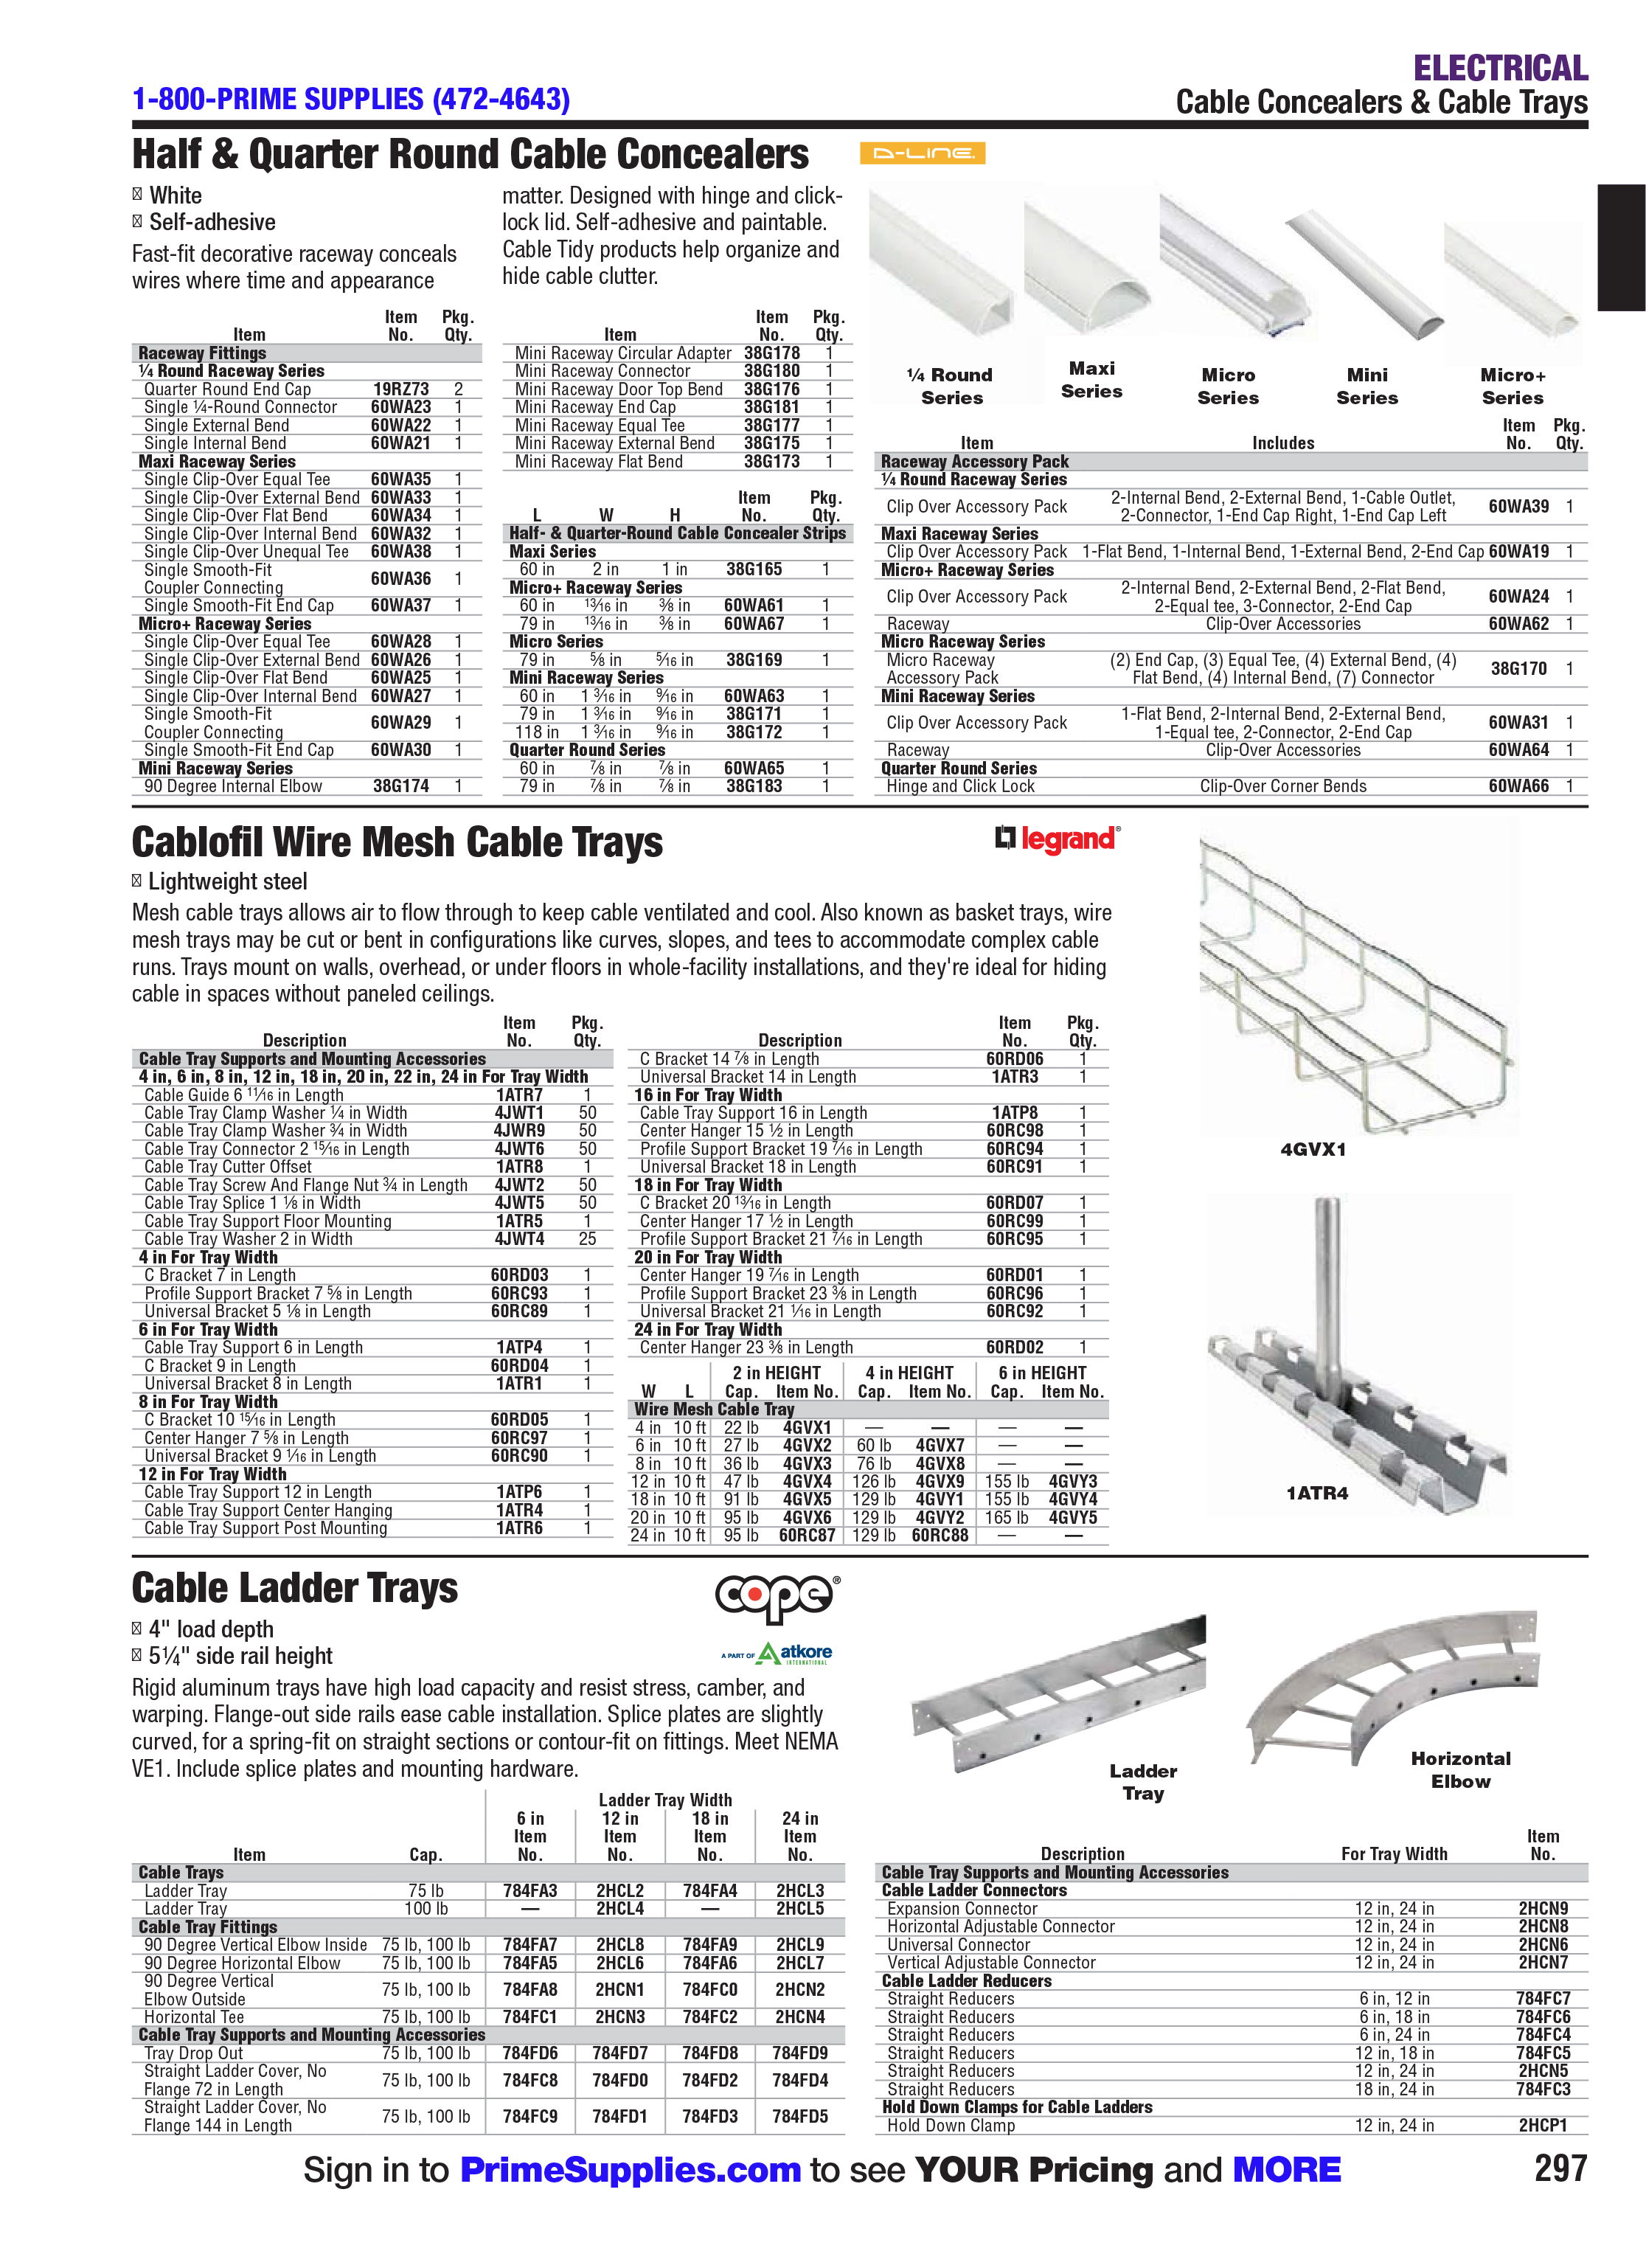 ELECTRICAL
1-800-PRIME SUPPLIES (472-4643)
Cable Concealers & Cable Trays
Half & Quarter Round Cable Concealers
D-LINE
White
Self-adhesive
Fast-fit decorative raceway conceals
wires where time and appearance
matter. Designed with hinge and click-
lock lid. Self-adhesive and paintable.
Cable Tidy products help organize and
hide cable clutter.
Item Item No. Pkg. Qty.
Raceway Fittings
¼ Round Raceway Series
Quarter Round End Cap 19RZ73 2
Single ¼-Round Connector 60WA23 1
Single External Bend 60WA22 1
Single Internal Bend 60WA21 1
Maxi Raceway Series
Single Clip-Over Equal Tee 60WA35 1
Single Clip-Over External Bend 60WA33 1
Single Clip-Over Flat Bend 60WA34 1
Single Clip-Over Internal Bend 60WA32 1
Single Clip-Over Unequal Tee 60WA38 1
Single Smooth-Fit
Coupler Connecting 60WA36 1
Single Smooth-Fit End Cap 60WA37 1
Micro+ Raceway Series
Single Clip-Over Equal Tee 60WA28 1
Single Clip-Over External Bend 60WA26 1
Single Clip-Over Flat Bend 60WA25 1
Single Clip-Over Internal Bend 60WA27 1
Single Smooth-Fit
Coupler Connecting 60WA29 1
Single Smooth-Fit End Cap 60WA30 1
Mini Raceway Series
90 Degree Internal Elbow 38G174 1
Item Item No. Pkg. Qty.
Mini Raceway Circular Adapter 38G178 1
Mini Raceway Connector 38G180 1
Mini Raceway Door Top Bend 38G176 1
Mini Raceway End Cap 38G181 1
Mini Raceway Equal Tee 38G177 1
Mini Raceway External Bend 38G175 1
Mini Raceway Flat Bend 38G173 1
L W H Item No. Pkg. Qty.
Half- & Quarter-Round Cable Concealer Strips
Maxi Series
60 in 2 in 1 in 38G165 1
Micro+ Raceway Series
60 in 13⁄16 in ⅜ in 60WA61 1
79 in 13⁄16 in ⅜ in 60WA67 1
Micro Series
79 in ⅝ in 5⁄16 in 38G169 1
Mini Raceway Series
60 in 1 3⁄16 in 9⁄16 in 60WA63 1
79 in 1 3⁄16 in 9⁄16 in 38G171 1
118 in 1 3⁄16 in 9⁄16 in 38G172 1
Quarter Round Series
60 in ⅞ in ⅞ in 60WA65 1
79 in ⅞ in ⅞ in 38G183 1
¼ Round Series
Maxi Series
Micro Series
Mini Series
Micro+ Series
Item Includes Item No. Pkg. Qty.
Raceway Accessory Pack
¼ Round Raceway Series
Clip Over Accessory Pack 2-Internal Bend, 2-External Bend, 1-Cable Outlet,
2-Connector, 1-End Cap Right, 1-End Cap Left 60WA39 1
Maxi Raceway Series
Clip Over Accessory Pack 1-Flat Bend, 1-Internal Bend, 1-External Bend, 2-End Cap 60WA19 1
Micro+ Raceway Series
Clip Over Accessory Pack 2-Internal Bend, 2-External Bend, 2-Flat Bend,
2-Equal tee, 3-Connector, 2-End Cap 60WA24 1
Raceway Clip-Over Accessories 60WA62 1
Micro Raceway Series
Micro Raceway (2) End Cap, (3) Equal Tee, (4) External Bend, (4)
Accessory Pack Flat Bend, (4) Internal Bend, (7) Connector 38G170 1
Mini Raceway Series
Clip Over Accessory Pack 1-Flat Bend, 2-Internal Bend, 2-External Bend,
1-Equal tee, 2-Connector, 2-End Cap 60WA31 1
Raceway Clip-Over Accessories 60WA64 1
Quarter Round Series
Hinge and Click Lock Clip-Over Corner Bends 60WA66 1
Cablofil Wire Mesh Cable Trays
legrand®
Lightweight steel
Mesh cable trays allows air to flow through to keep cable ventilated and cool. Also known as basket trays, wire
mesh trays may be cut or bent in configurations like curves, slopes, and tees to accommodate complex cable
runs. Trays mount on walls, overhead, or under floors in whole-facility installations, and they're ideal for hiding
cable in spaces without paneled ceilings.
Description Item No. Pkg. Qty.
Cable Tray Supports and Mounting Accessories
4 in, 6 in, 8 in, 12 in, 18 in, 20 in, 22 in, 24 in For Tray Width
Cable Guide 6 11⁄16 in Length 1ATR7 1
Cable Tray Clamp Washer ¼ in Width 4JWT1 50
Cable Tray Clamp Washer ¾ in Width 4JWR9 50
Cable Tray Connector 2 15⁄16 in Length 4JWT6 50
Cable Tray Cutter Offset 1ATR8 1
Cable Tray Screw And Flange Nut ¾ in Length 4JWT2 50
Cable Tray Splice 1 ⅛ in Width 4JWT5 50
Cable Tray Support Floor Mounting 1ATR5 1
Cable Tray Washer 2 in Width 4JWT4 25
4 in For Tray Width
C Bracket 7 in Length 60RD03 1
Profile Support Bracket 7 ⅝ in Length 60RC93 1
Universal Bracket 5 ⅛ in Length 60RC89 1
6 in For Tray Width
Cable Tray Support 6 in Length 1ATP4 1
C Bracket 9 in Length 60RD04 1
Universal Bracket 8 in Length 1ATR1 1
8 in For Tray Width
C Bracket 10 15⁄16 in Length 60RD05 1
Center Hanger 7 ⅝ in Length 60RC97 1
Universal Bracket 9 1⁄16 in Length 60RC90 1
12 in For Tray Width
Cable Tray Support 12 in Length 1ATP6 1
Cable Tray Support Center Hanging 1ATR4 1
Cable Tray Support Post Mounting 1ATR6 1
Description Item No. Pkg. Qty.
C Bracket 14 ⅞ in Length 60RD06 1
Universal Bracket 14 in Length 1ATR3 1
16 in For Tray Width
Cable Tray Support 16 in Length 1ATP8 1
Center Hanger 15 ½ in Length 60RC98 1
Profile Support Bracket 19 7⁄16 in Length 60RC94 1
Universal Bracket 18 in Length 60RC91 1
18 in For Tray Width
C Bracket 20 13⁄16 in Length 60RD07 1
Center Hanger 17 ½ in Length 60RC99 1
Profile Support Bracket 21 7⁄16 in Length 60RC95 1
20 in For Tray Width
Center Hanger 19 7⁄16 in Length 60RD01 1
Profile Support Bracket 23 ⅜ in Length 60RC96 1
Universal Bracket 21 1⁄16 in Length 60RC92 1
24 in For Tray Width
Center Hanger 23 ⅜ in Length 60RD02 1
2 in HEIGHT 4 in HEIGHT 6 in HEIGHT
W L Cap. Item No. Cap. Item No. Cap. Item No.
Wire Mesh Cable Tray
4 in 10 ft 22 lb 4GVX1 — — — —
6 in 10 ft 27 lb 4GVX2 60 lb 4GVX7 — —
8 in 10 ft 36 lb 4GVX3 76 lb 4GVX8 — —
12 in 10 ft 47 lb 4GVX4 126 lb 4GVX9 155 lb 4GVY3
18 in 10 ft 91 lb 4GVX5 129 lb 4GVY1 155 lb 4GVY4
20 in 10 ft 95 lb 4GVX6 129 lb 4GVY2 165 lb 4GVY5
24 in 10 ft 95 lb 60RC87 129 lb 60RC88 — —
4GVX1
1ATR4
Cable Ladder Trays
cope®
A PART OF atkore
INTERNATIONAL
4" load depth
5¼" side rail height
Rigid aluminum trays have high load capacity and resist stress, camber, and
warping. Flange-out side rails ease cable installation. Splice plates are slightly
curved, for a spring-fit on straight sections or contour-fit on fittings. Meet NEMA
VE1. Include splice plates and mounting hardware.
Ladder Tray
Horizontal Elbow
Ladder Tray Width
6 in 12 in 18 in 24 in
Item Item Item Item
Item Cap. No. No. No. No.
Cable Trays
Ladder Tray 75 lb 784FA3 2HCL2 784FA4 2HCL3
Ladder Tray 100 lb — 2HCL4 — 2HCL5
Cable Tray Fittings
90 Degree Vertical Elbow Inside 75 lb, 100 lb 784FA7 2HCL8 784FA9 2HCL9
90 Degree Horizontal Elbow 75 lb, 100 lb 784FA5 2HCL6 784FA6 2HCL7
90 Degree Vertical
Elbow Outside 75 lb, 100 lb 784FA8 2HCN1 784FC0 2HCN2
Horizontal Tee 75 lb, 100 lb 784FC1 2HCN3 784FC2 2HCN4
Cable Tray Supports and Mounting Accessories
Tray Drop Out 75 lb, 100 lb 784FD6 784FD7 784FD8 784FD9
Straight Ladder Cover, No
Flange 72 in Length 75 lb, 100 lb 784FC8 784FD0 784FD2 784FD4
Straight Ladder Cover, No
Flange 144 in Length 75 lb, 100 lb 784FC9 784FD1 784FD3 784FD5
Description For Tray Width Item No.
Cable Tray Supports and Mounting Accessories
Cable Ladder Connectors
Expansion Connector 12 in, 24 in 2HCN9
Horizontal Adjustable Connector 12 in, 24 in 2HCN8
Universal Connector 12 in, 24 in 2HCN6
Vertical Adjustable Connector 12 in, 24 in 2HCN7
Cable Ladder Reducers
Straight Reducers 6 in, 12 in 784FC7
Straight Reducers 6 in, 18 in 784FC6
Straight Reducers 6 in, 24 in 784FC4
Straight Reducers 12 in, 18 in 784FC5
Straight Reducers 12 in, 24 in 2HCN5
Straight Reducers 18 in, 24 in 784FC3
Hold Down Clamps for Cable Ladders
Hold Down Clamp 12 in, 24 in 2HCP1
Sign in to PrimeSupplies.com to see YOUR Pricing and MORE
297